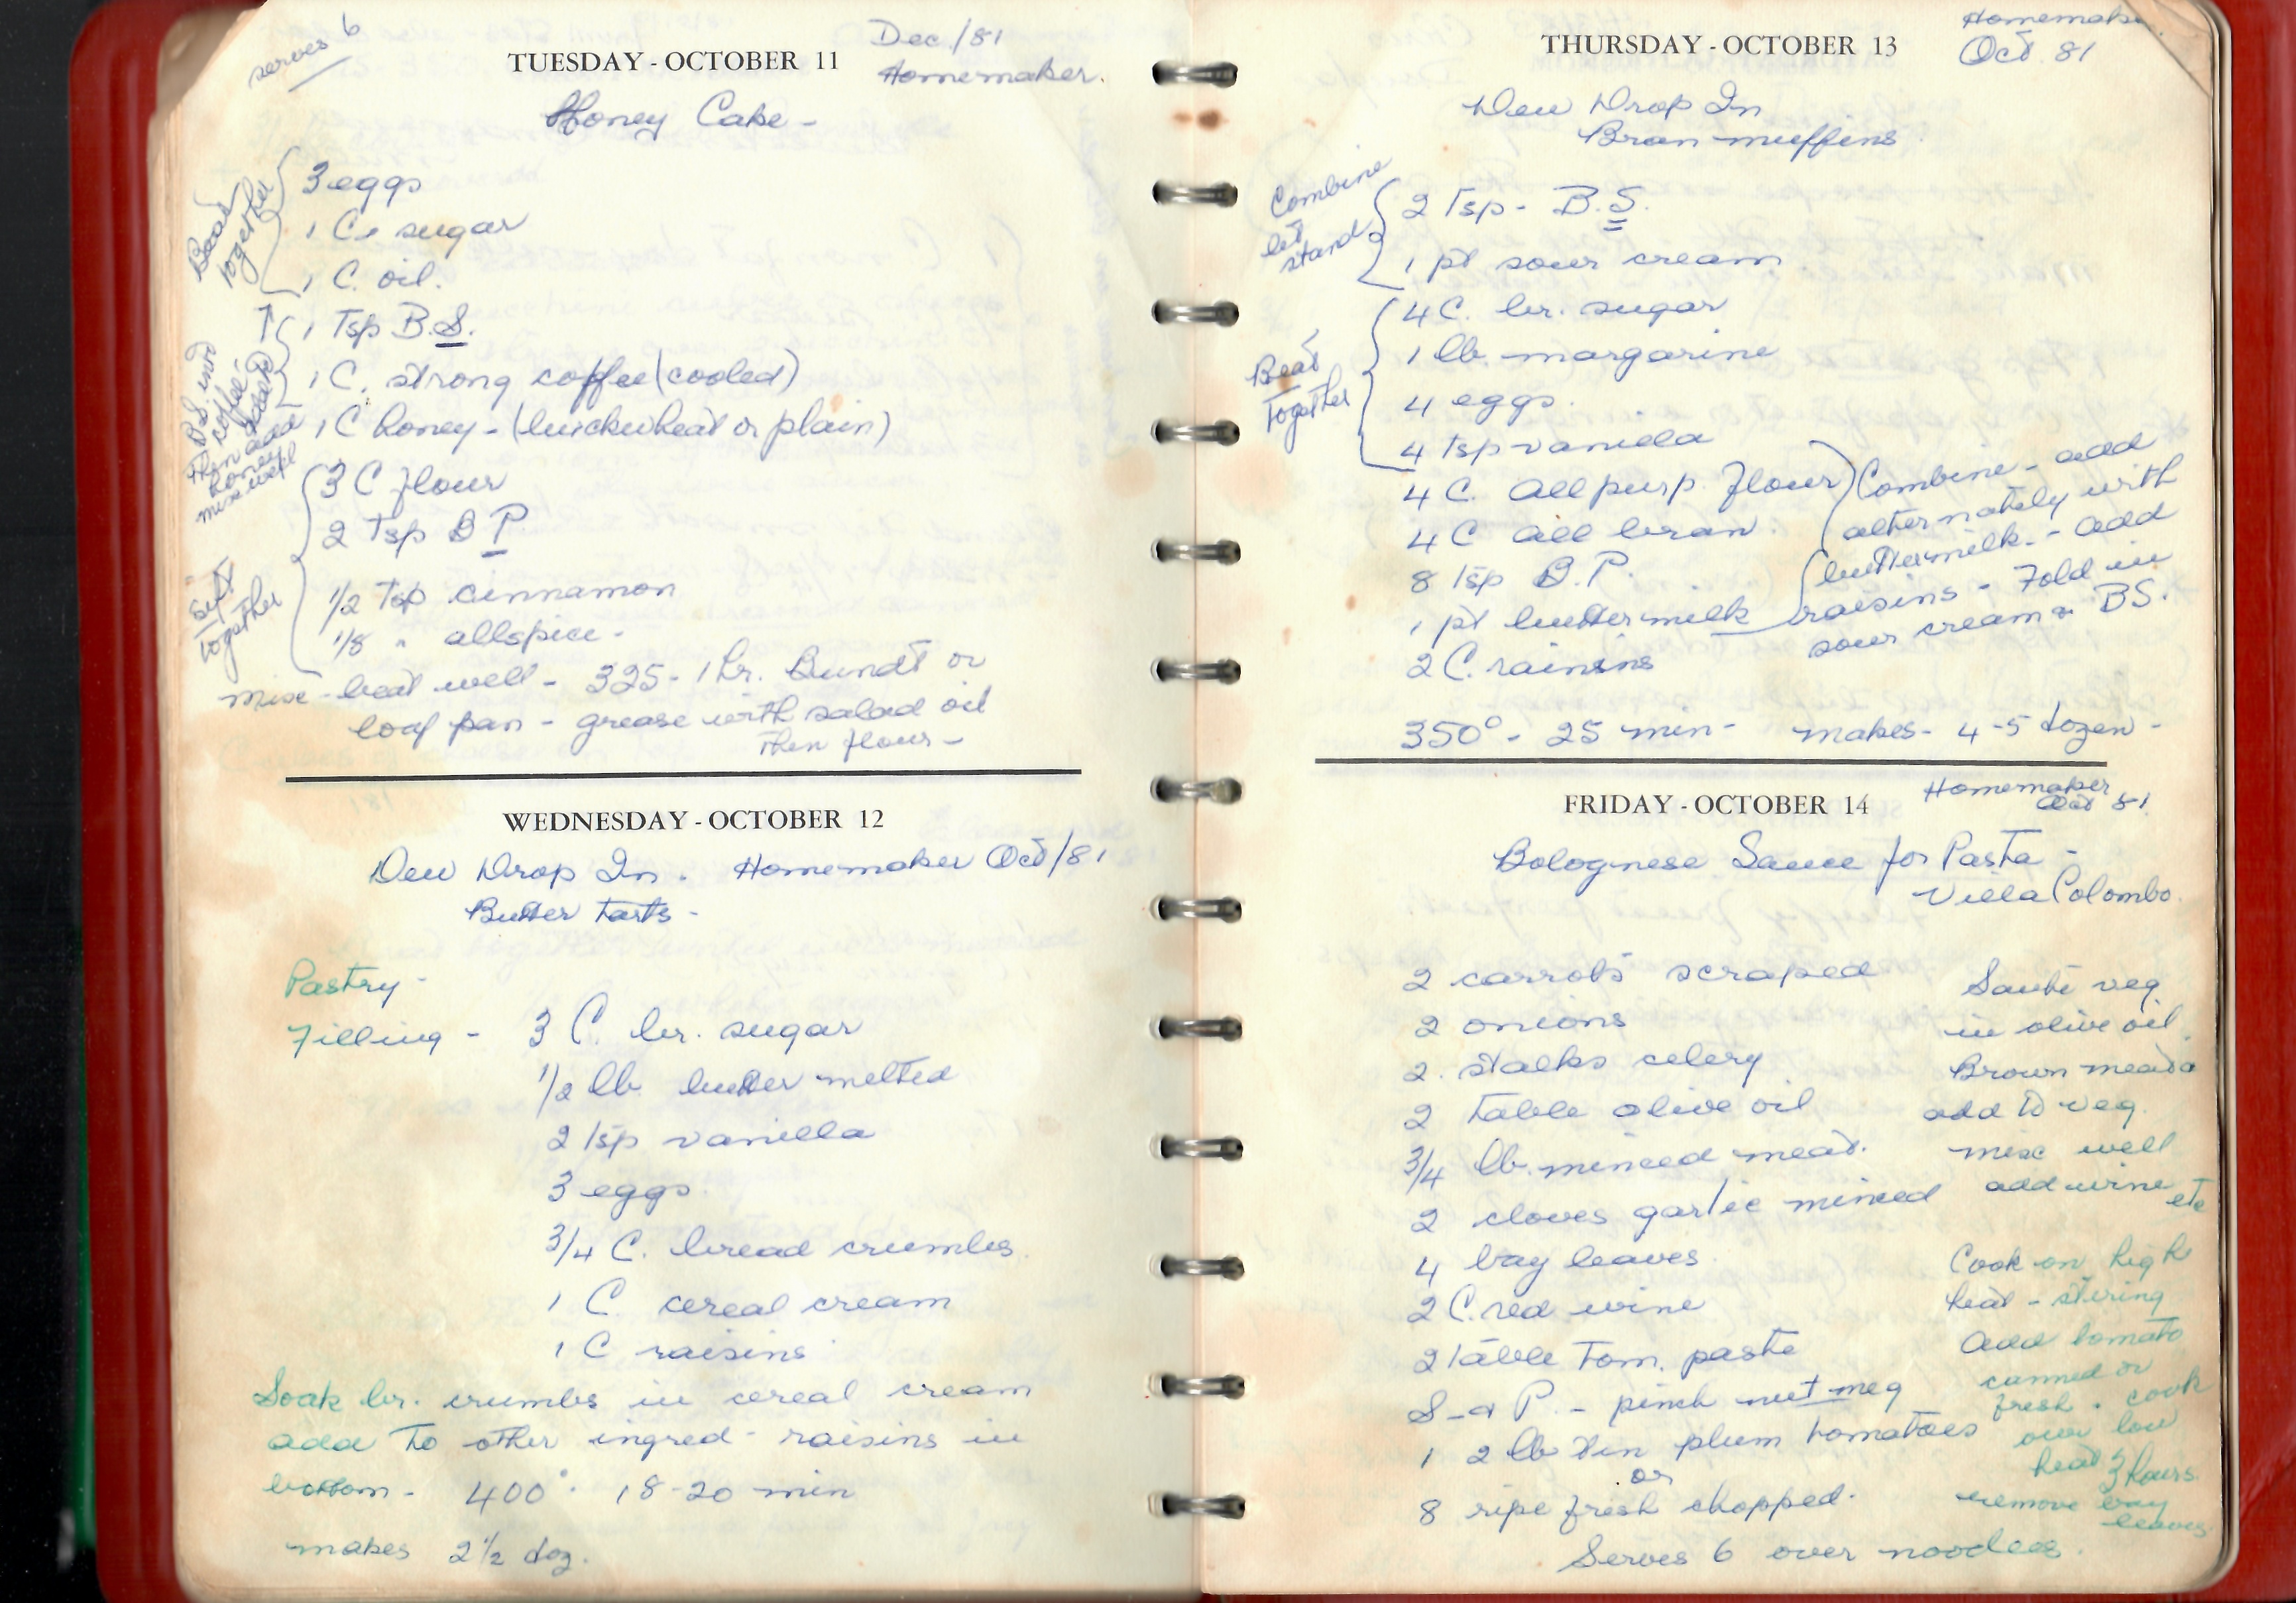 serves 6
TUESDAY - OCTOBER 11
Dec./81
Homemaker.
Honey Cake -
Beat together
3 eggs
1 C. sugar
1 C. oil.
B.S. into coffee
then add honey mix well
1 Tsp B.S.
1 C. strong coffee (cooled)
1 C honey - (buckwheat or plain)
Sift together
3 C flour
2 Tsp B P.
1/2 Tsp cinnamon
1/8 " allspice -
mix - beat well - 325 - 1 hr. Bundt or
loaf pan - grease with salad oil
then flour -
WEDNESDAY - OCTOBER 12
Dew Drop In. Homemaker Oct/81
Butter Tarts -
Pastry -
Filling - 3 C. br. sugar
1/2 lb butter melted
2 tsp vanilla
3 eggs
3/4 C. bread crumbs
1 C. cereal cream
1 C raisins
Soak br. crumbs in cereal cream
add to other ingred - raisins in
bottom - 400° - 18-20 min
makes 2 1/2 doz.
THURSDAY - OCTOBER 13
Homemaker
Oct 81
Dew Drop In
Bran muffins
Combine
let
stand
2 Tsp - B.S.
1 pt sour cream
Beat
Together
4 C. br. sugar
1 lb. margarine
4 eggs.
4 tsp vanilla
4 C. All purp. flour
4 C all bran.
8 Tsp B.P.
1 pt buttermilk
2 C. rainsns
Combine - add
alternately with
buttermilk - add
raisins - Fold in
sour cream & BS.
350° - 25 min - makes - 4-5 dozen -
FRIDAY - OCTOBER 14
Homemaker
Oct 81
Bolognese Sauce for Pasta -
Villa Colombo.
2 carrots scraped
2 onions
2 stalks celery
2 table olive oil
3/4 lb. minced meat.
2 cloves garlic minced
4 bay leaves
2 C. red wine
2 table Tom. paste
S - & P. - pinch nutmeg
1 2 lb tin plum tomatoes
or
8 ripe fresh chopped.
Serves 6 over noodles.
Sauté veg
in olive oil.
Brown meat &
add to veg.
mix well
add wine
etc
Cook on high
heat - stiring
Add tomato
canned or
fresh. cook
over low
heat 3 hours
remove bay
leaves.